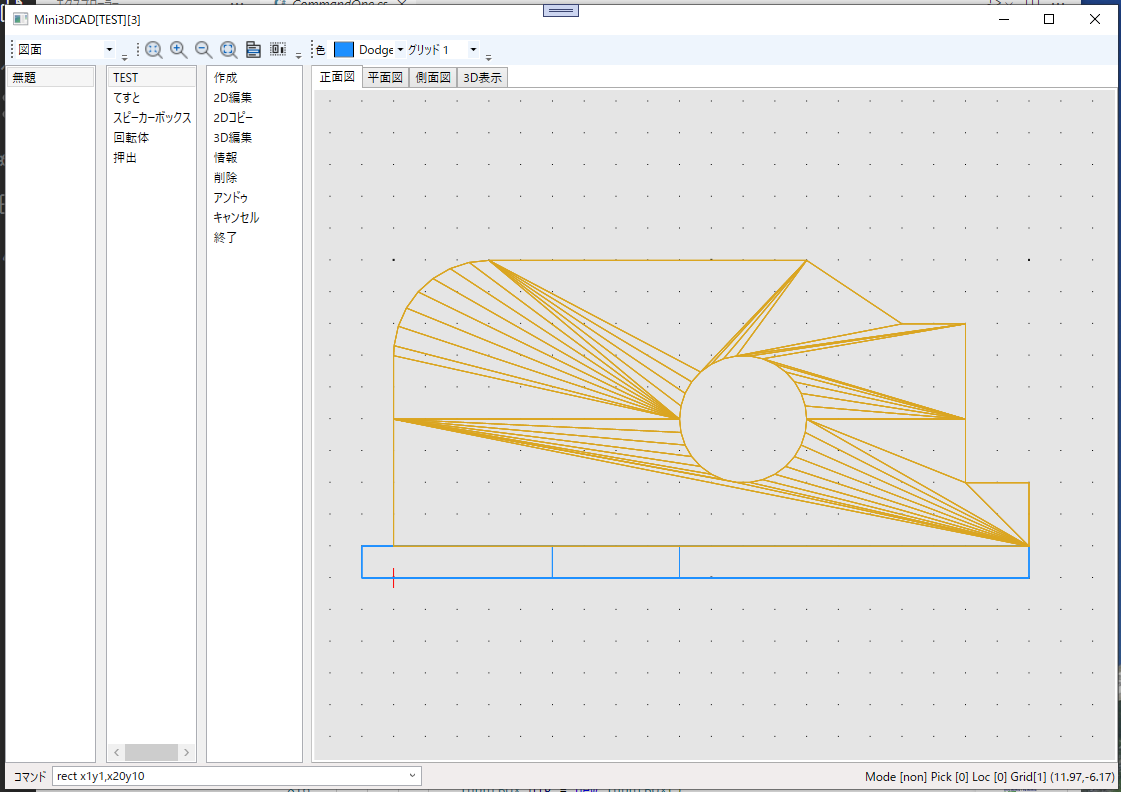 Mini3DCAD[TEST][3]
図面
色 Dodge グリッド 1
無題
TEST
てすと
スピーカーボックス
回転体
押出
作成
2D編集
2Dコピー
3D編集
情報
削除
アンドゥ
キャンセル
終了
正面図 平面図 側面図 3D表示
コマンド rect x1y1,x20y10
Mode [non] Pick [0] Loc [0] Grid[1] (11.97,-6.17)